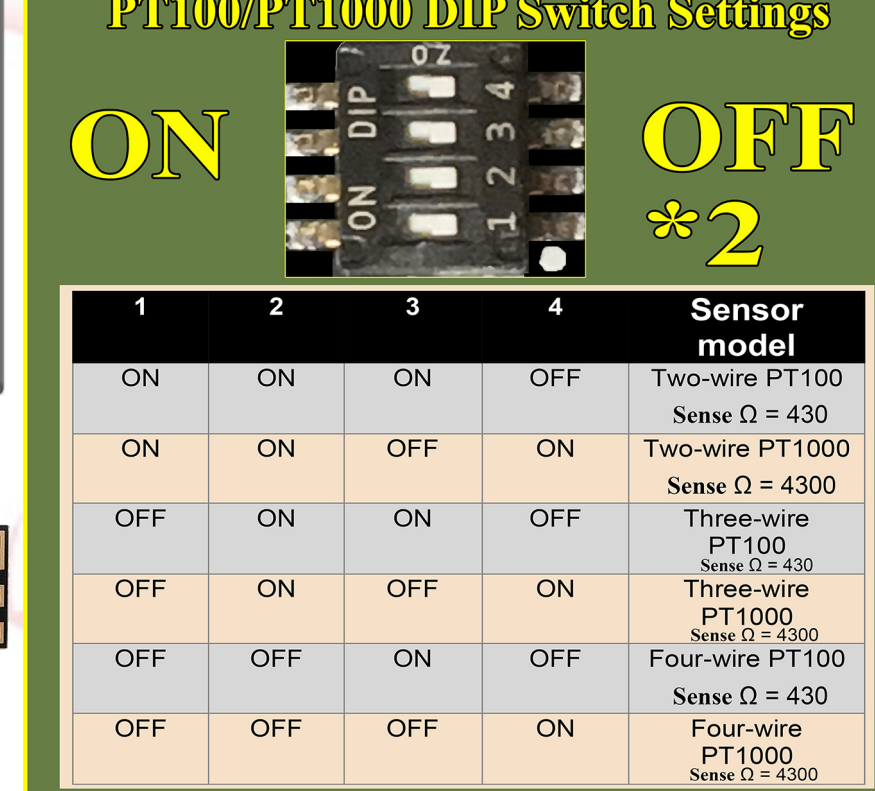 PT100/PT1000 DIP Switch Settings
ON
OFF
*2
ON DIP
4
3
2
1
1 2 3 4 Sensor model
ON ON ON OFF Two-wire PT100
Sense Ω = 430
ON ON OFF ON Two-wire PT1000
Sense Ω = 4300
OFF ON ON OFF Three-wire
PT100
Sense Ω = 430
OFF ON OFF ON Three-wire
PT1000
Sense Ω = 4300
OFF OFF ON OFF Four-wire PT100
Sense Ω = 430
OFF OFF OFF ON Four-wire
PT1000
Sense Ω = 4300